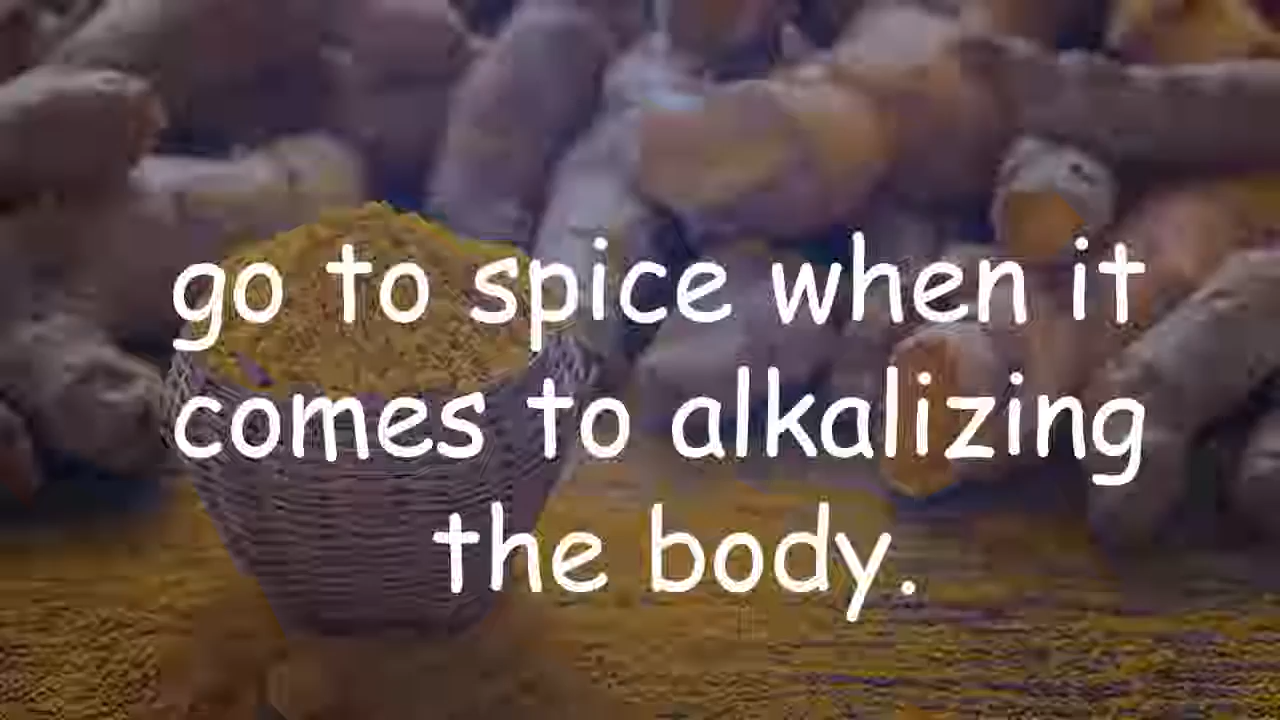 go to spice when it
comes to alkalizing
the body.